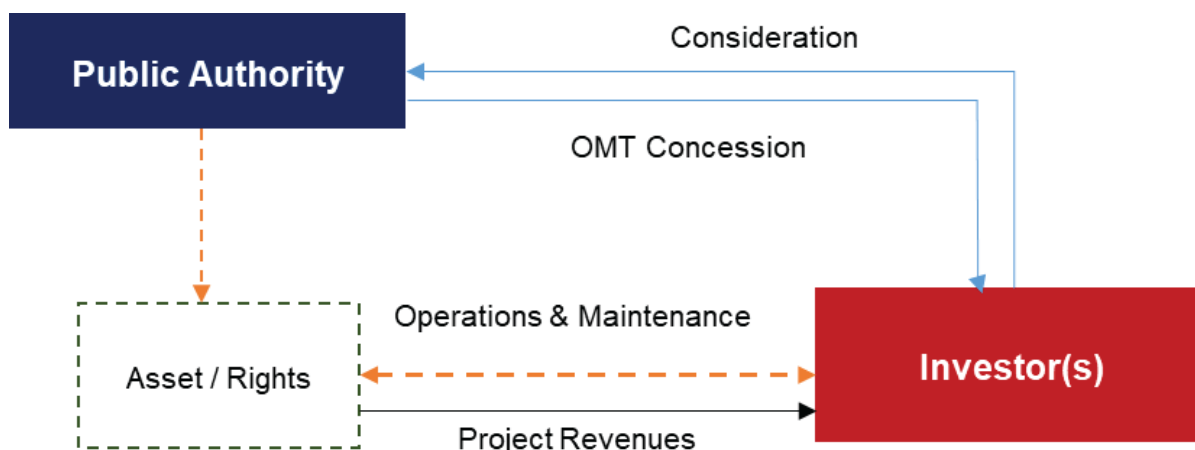 Consideration
Public Authority
OMT Concession
Operations & Maintenance
Asset / Rights
Investor(s)
Project Revenues